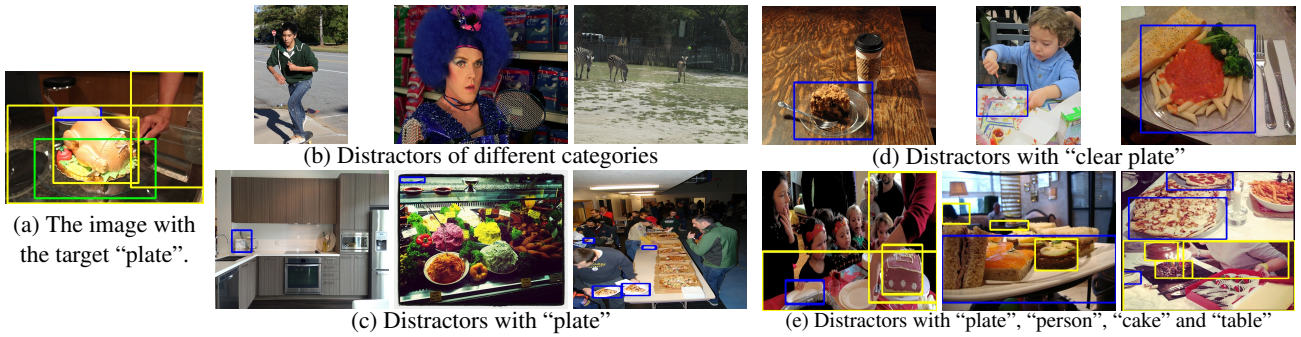 (a) The image with
the target “plate”.
(b) Distractors of different categories
(c) Distractors with “plate”
(d) Distractors with “clear plate”
(e) Distractors with “plate”, “person”, “cake” and “table”